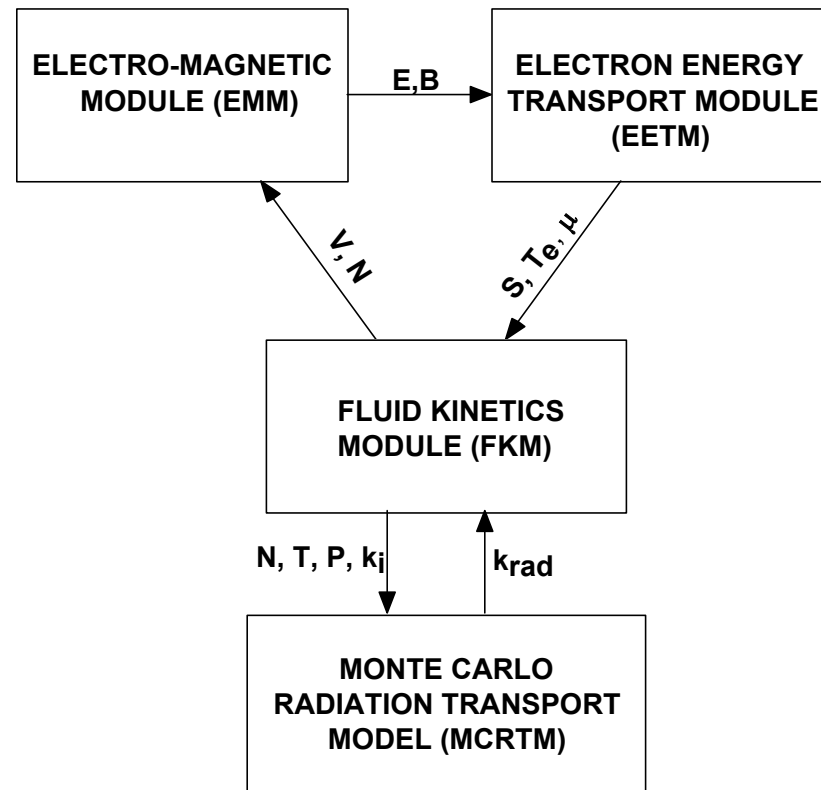 ELECTRO-MAGNETIC
MODULE (EMM)
E,B
ELECTRON ENERGY
TRANSPORT MODULE
(EETM)
V, N
S, Te, μ
FLUID KINETICS
MODULE (FKM)
N, T, P, ki
krad
MONTE CARLO
RADIATION TRANSPORT
MODEL (MCRTM)